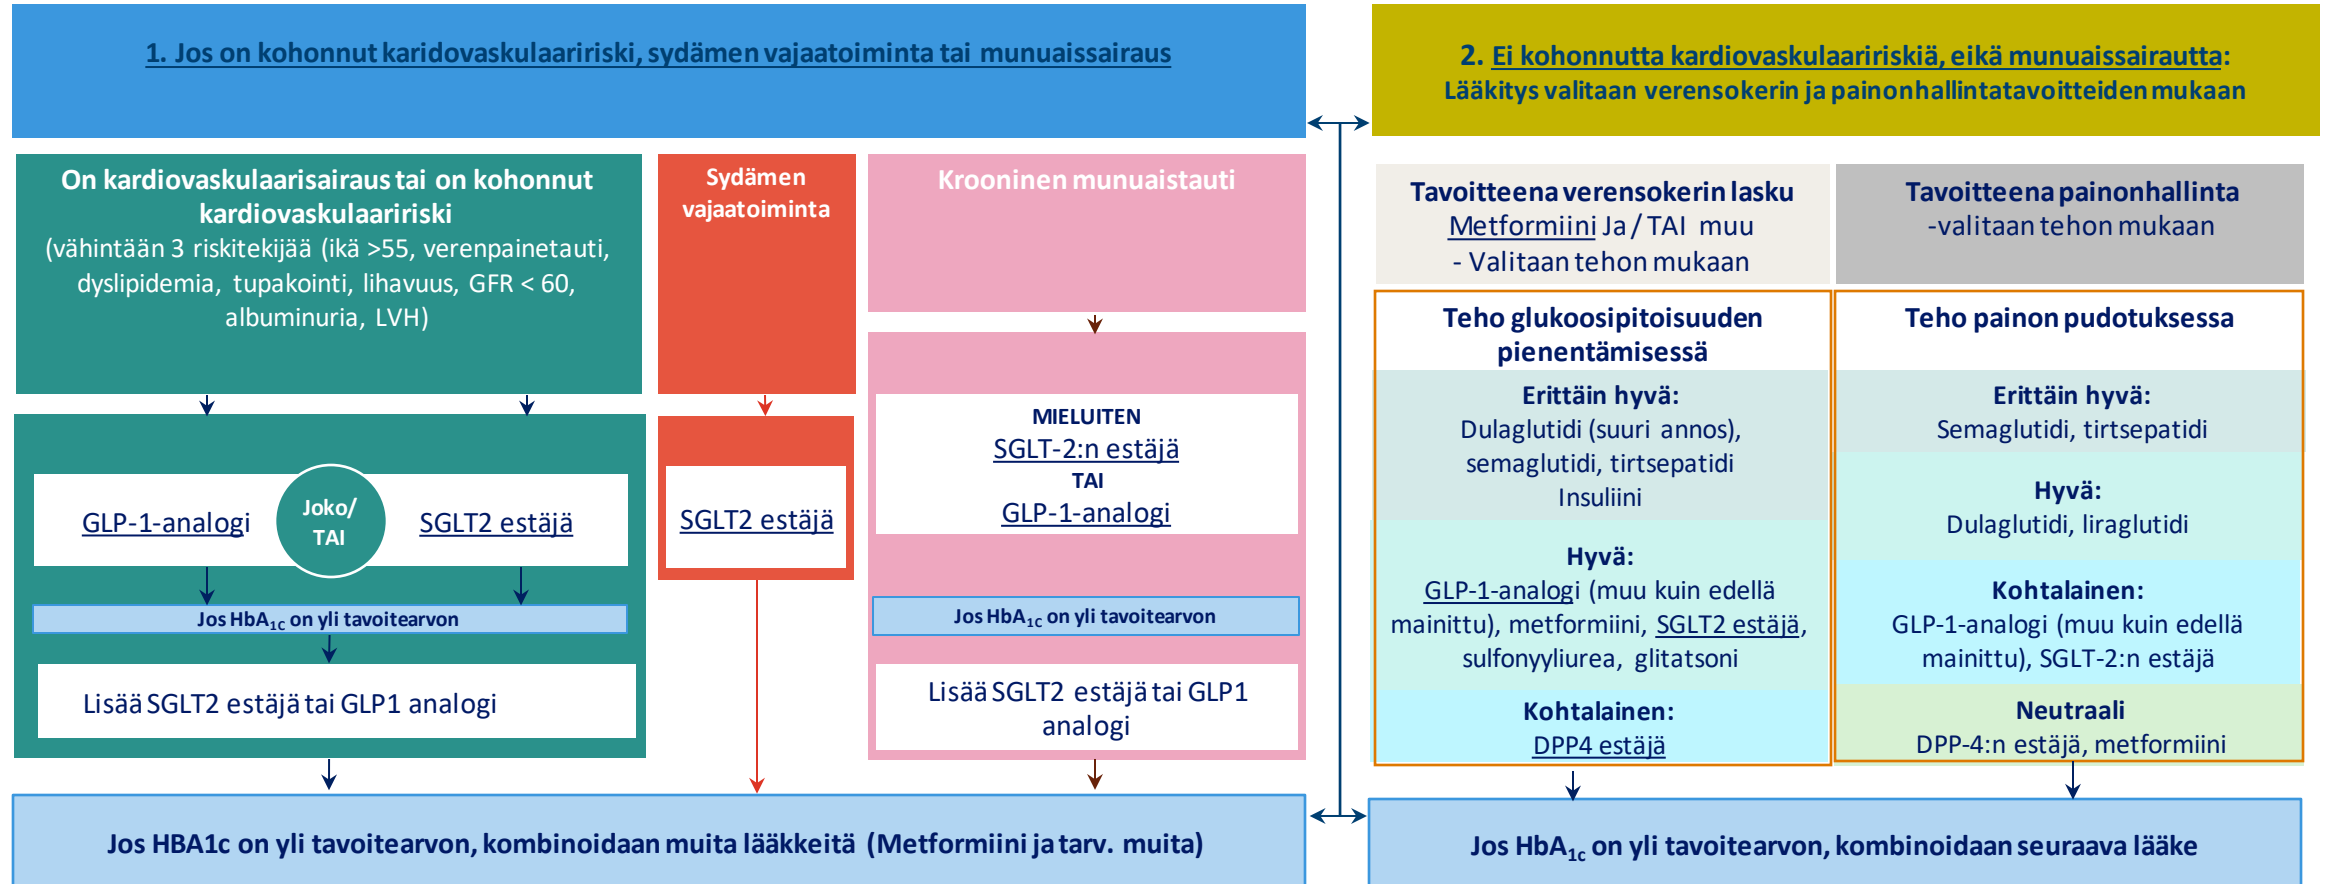 1. Jos on kohonnut karidovaskulaaririski, sydämen vajaatoiminta tai munuaissairaus
2. Ei kohonnutta kardiovaskulaaririskiä, eikä munuaissairautta:
Lääkitys valitaan verensokerin ja painonhallintatavoitteiden mukaan
On kardiovaskulaarisairaus tai on kohonnut
kardiovaskulaaririski
(vähintään 3 riskitekijää (ikä >55, verenpainetauti,
dyslipidemia, tupakointi, lihavuus, GFR < 60,
albuminuria, LVH)
GLP-1-analogi
Joko/
TAI
SGLT2 estäjä
Jos HbA1c on yli tavoitearvon
Lisää SGLT2 estäjä tai GLP1 analogi
Sydämen
vajaatoiminta
SGLT2 estäjä
Krooninen munuaistauti
MIELUITEN
SGLT-2:n estäjä
TAI
GLP-1-analogi
Jos HbA1c on yli tavoitearvon
Lisää SGLT2 estäjä tai GLP1
analogi
Jos HBA1c on yli tavoitearvon, kombinoidaan muita lääkkeitä (Metformiini ja tarv. muita)
Tavoitteena verensokerin lasku
Metformiini Ja / TAI muu
- Valitaan tehon mukaan
Teho glukoosipitoisuuden
pienentämisessä
Erittäin hyvä:
Dulaglutidi (suuri annos),
semaglutidi, tirtsepatidi
Insuliini
Hyvä:
GLP-1-analogi (muu kuin edellä
mainittu), metformiini, SGLT2 estäjä,
sulfonyyliurea, glitatsoni
Kohtalainen:
DPP4 estäjä
Tavoitteena painonhallinta
-valitaan tehon mukaan
Teho painon pudotuksessa
Erittäin hyvä:
Semaglutidi, tirtsepatidi
Hyvä:
Dulaglutidi, liraglutidi
Kohtalainen:
GLP-1-analogi (muu kuin edellä
mainittu), SGLT-2:n estäjä
Neutraali
DPP-4:n estäjä, metformiini
Jos HbA1c on yli tavoitearvon, kombinoidaan seuraava lääke